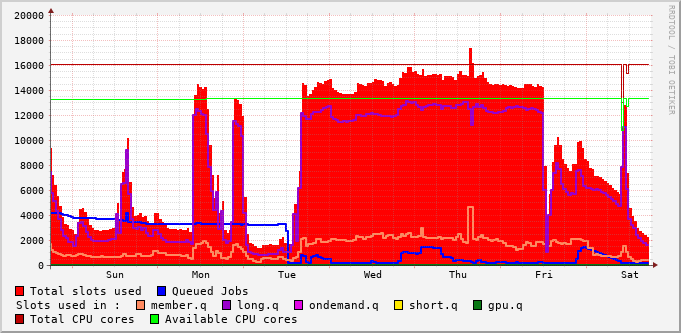 20000
18000
16000
14000
12000
10000
8000
6000
4000
2000
0
Sun Mon Tue Wed Thu Fri Sat
RRDTOOL / TOBI OETIKER
Total slots used Queued Jobs
Slots used in : member.q long.q ondemand.q short.q gpu.q
Total CPU cores Available CPU cores